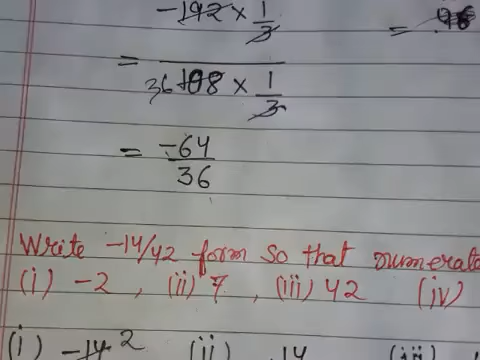 -192 × 1/3
=
36 108 × 1/3
= -64/36
Write -14/42 form so that numerato
(i) -2, (ii) 7, (iii) 42 (iv)
(i) -14 2 (ii) 14 (iii)